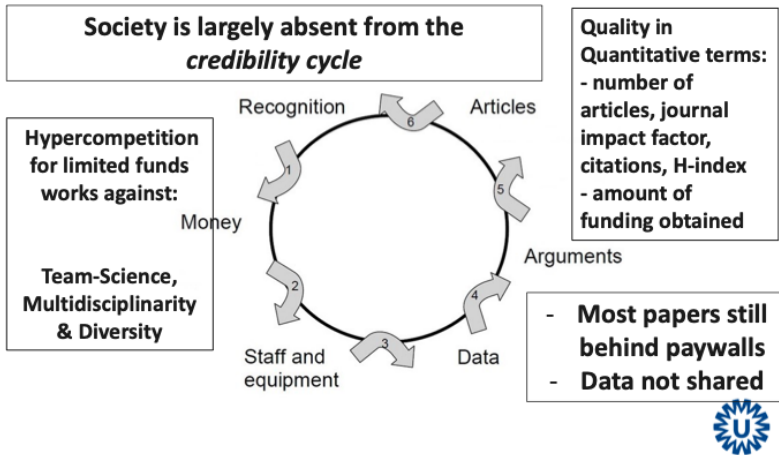 Society is largely absent from the
credibility cycle
Quality in
Quantitative terms:
- number of
articles, journal
impact factor,
citations, H-index
- amount of
funding obtained
Hypercompetition
for limited funds
works against:
Team-Science,
Multidisciplinarity
& Diversity
Recognition
1
Money
2
Staff and
equipment
3
Data
4
Arguments
5
Articles
6
- Most papers still
behind paywalls
- Data not shared
U